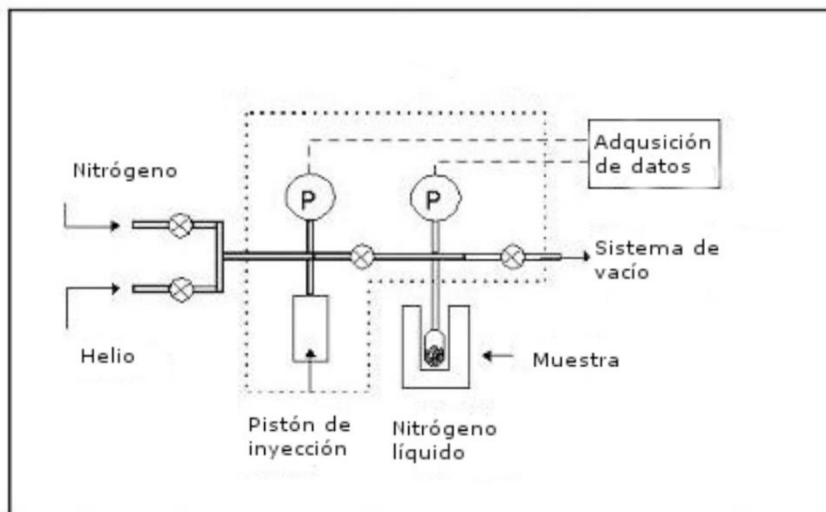 Adqusición
de datos
Nitrógeno
P
P
Sistema de
vacío
Helio
Muestra
Pistón de
inyección
Nitrógeno
líquido